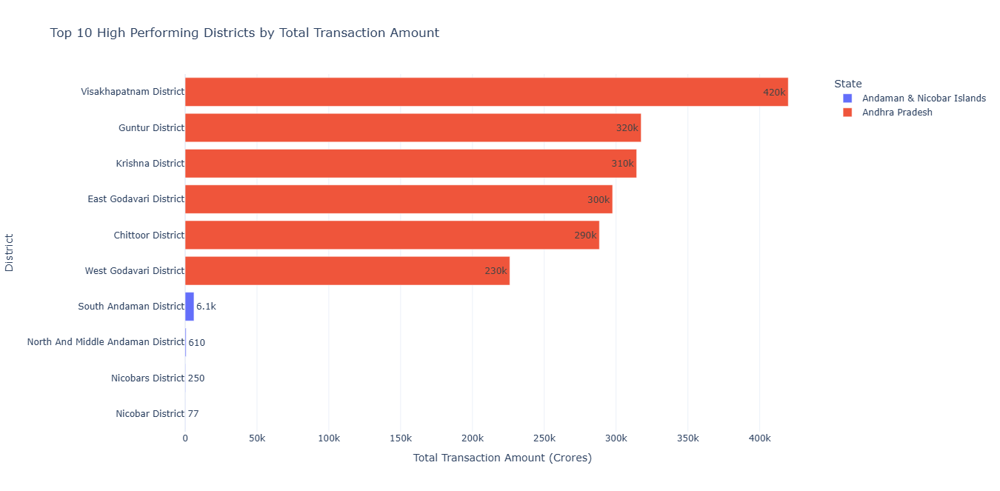 Top 10 High Performing Districts by Total Transaction Amount
State
Andaman & Nicobar Islands
Andhra Pradesh
District
Visakhapatnam District 420k
Guntur District 320k
Krishna District 310k
East Godavari District 300k
Chittoor District 290k
West Godavari District 230k
South Andaman District 6.1k
North And Middle Andaman District 610
Nicobars District 250
Nicobar District 77
0 50k 100k 150k 200k 250k 300k 350k 400k
Total Transaction Amount (Crores)